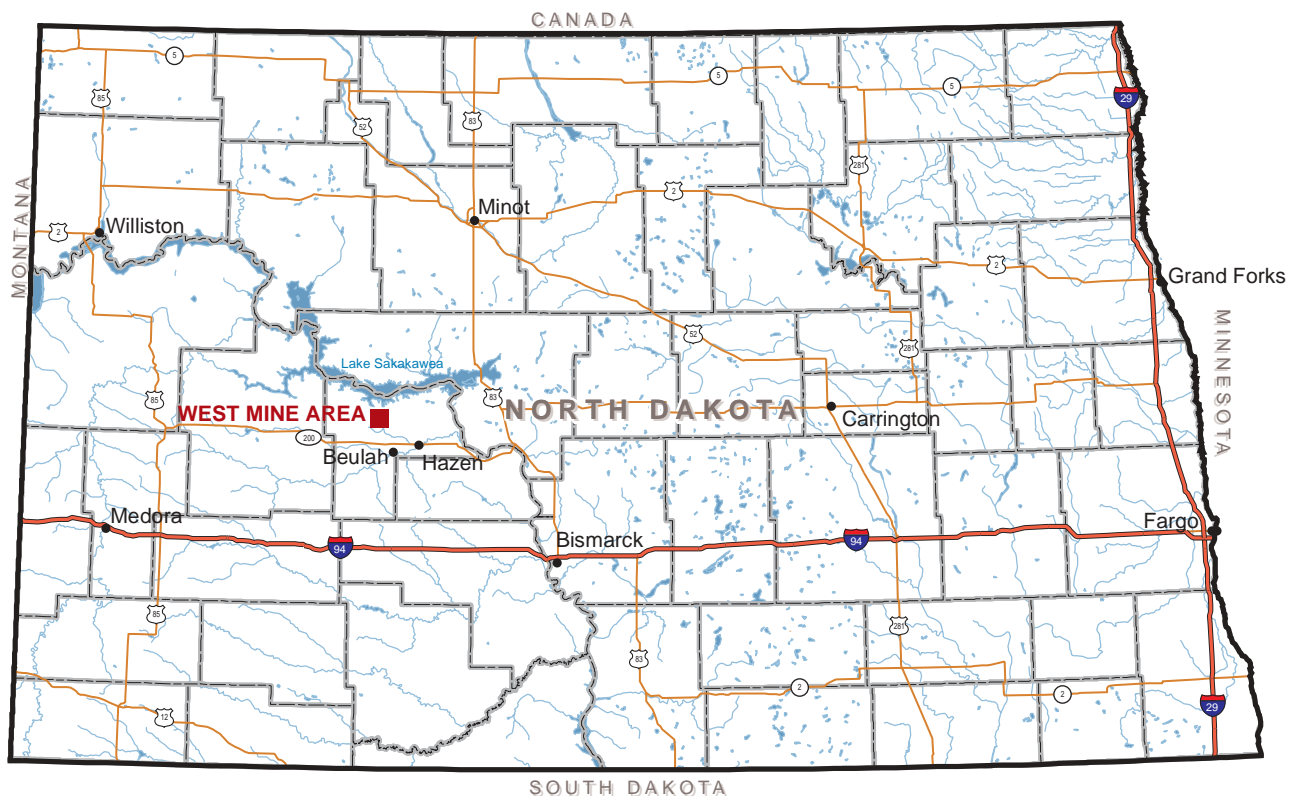 CANADA
5
5
5
85
29
52
83
281
MONTANA
2
Minot
2
Williston
2
Grand Forks
MINNESOTA
52
281
Lake Sakakawea
85
83
WEST MINE AREA
NORTH DAKOTA
Carrington
200
Beulah
Hazen
Medora
Fargo
94
Bismarck
94
85
281
83
2
2
12
29
SOUTH DAKOTA